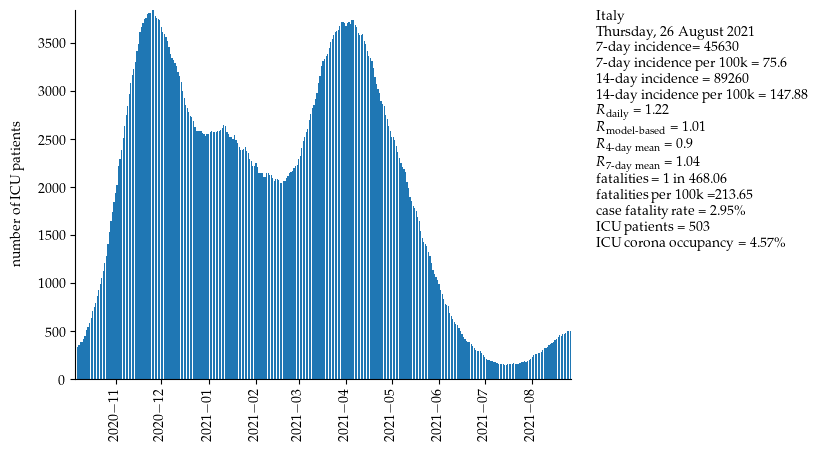 number of ICU patients
3500
3000
2500
2000
1500
1000
500
0
2020−11
2020−12
2021−01
2021−02
2021−03
2021−04
2021−05
2021−06
2021−07
2021−08
Italy
Thursday, 26 August 2021
7-day incidence= 45630
7-day incidence per 100k = 75.6
14-day incidence = 89260
14-day incidence per 100k = 147.88
R daily = 1.22
R model-based = 1.01
R 4-day mean = 0.9
R 7-day mean = 1.04
fatalities = 1 in 468.06
fatalities per 100k =213.65
case fatality rate = 2.95%
ICU patients = 503
ICU corona occupancy = 4.57%